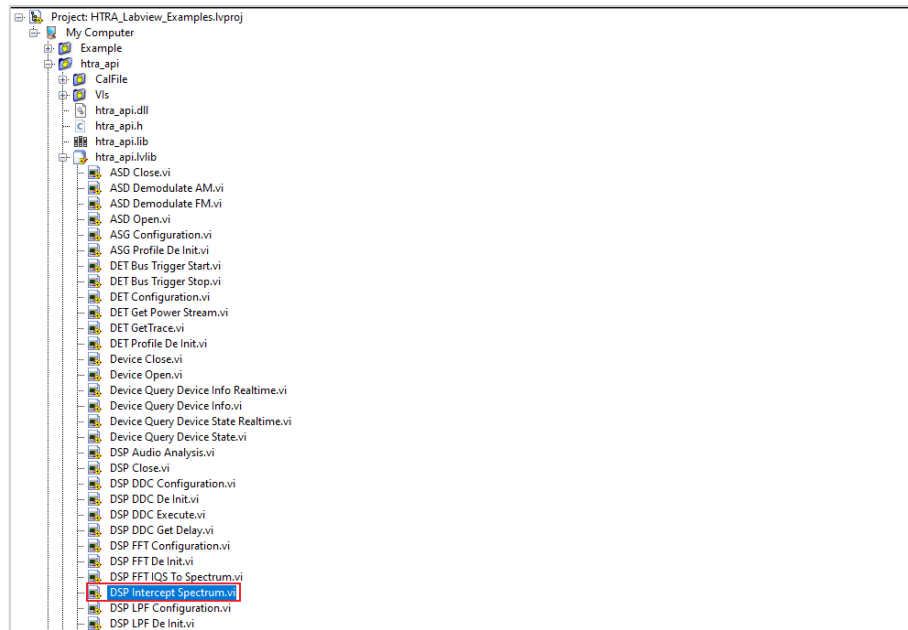 Project: HTRA_Labview_Examples.lvproj
My Computer
Example
htra_api
CalFile
VIs
htra_api.dll
htra_api.h
htra_api.lib
htra_api.lvlib
ASD Close.vi
ASD Demodulate AM.vi
ASD Demodulate FM.vi
ASD Open.vi
ASG Configuration.vi
ASG Profile De Init.vi
DET Bus Trigger Start.vi
DET Bus Trigger Stop.vi
DET Configuration.vi
DET Get Power Stream.vi
DET GetTrace.vi
DET Profile De Init.vi
Device Close.vi
Device Open.vi
Device Query Device Info Realtime.vi
Device Query Device Info.vi
Device Query Device State Realtime.vi
Device Query Device State.vi
DSP Audio Analysis.vi
DSP Close.vi
DSP DDC Configuration.vi
DSP DDC De Init.vi
DSP DDC Execute.vi
DSP DDC Get Delay.vi
DSP FFT Configuration.vi
DSP FFT De Init.vi
DSP FFT IQS To Spectrum.vi
DSP Intercept Spectrum.vi
DSP LPF Configuration.vi
DSP LPF De Init.vi